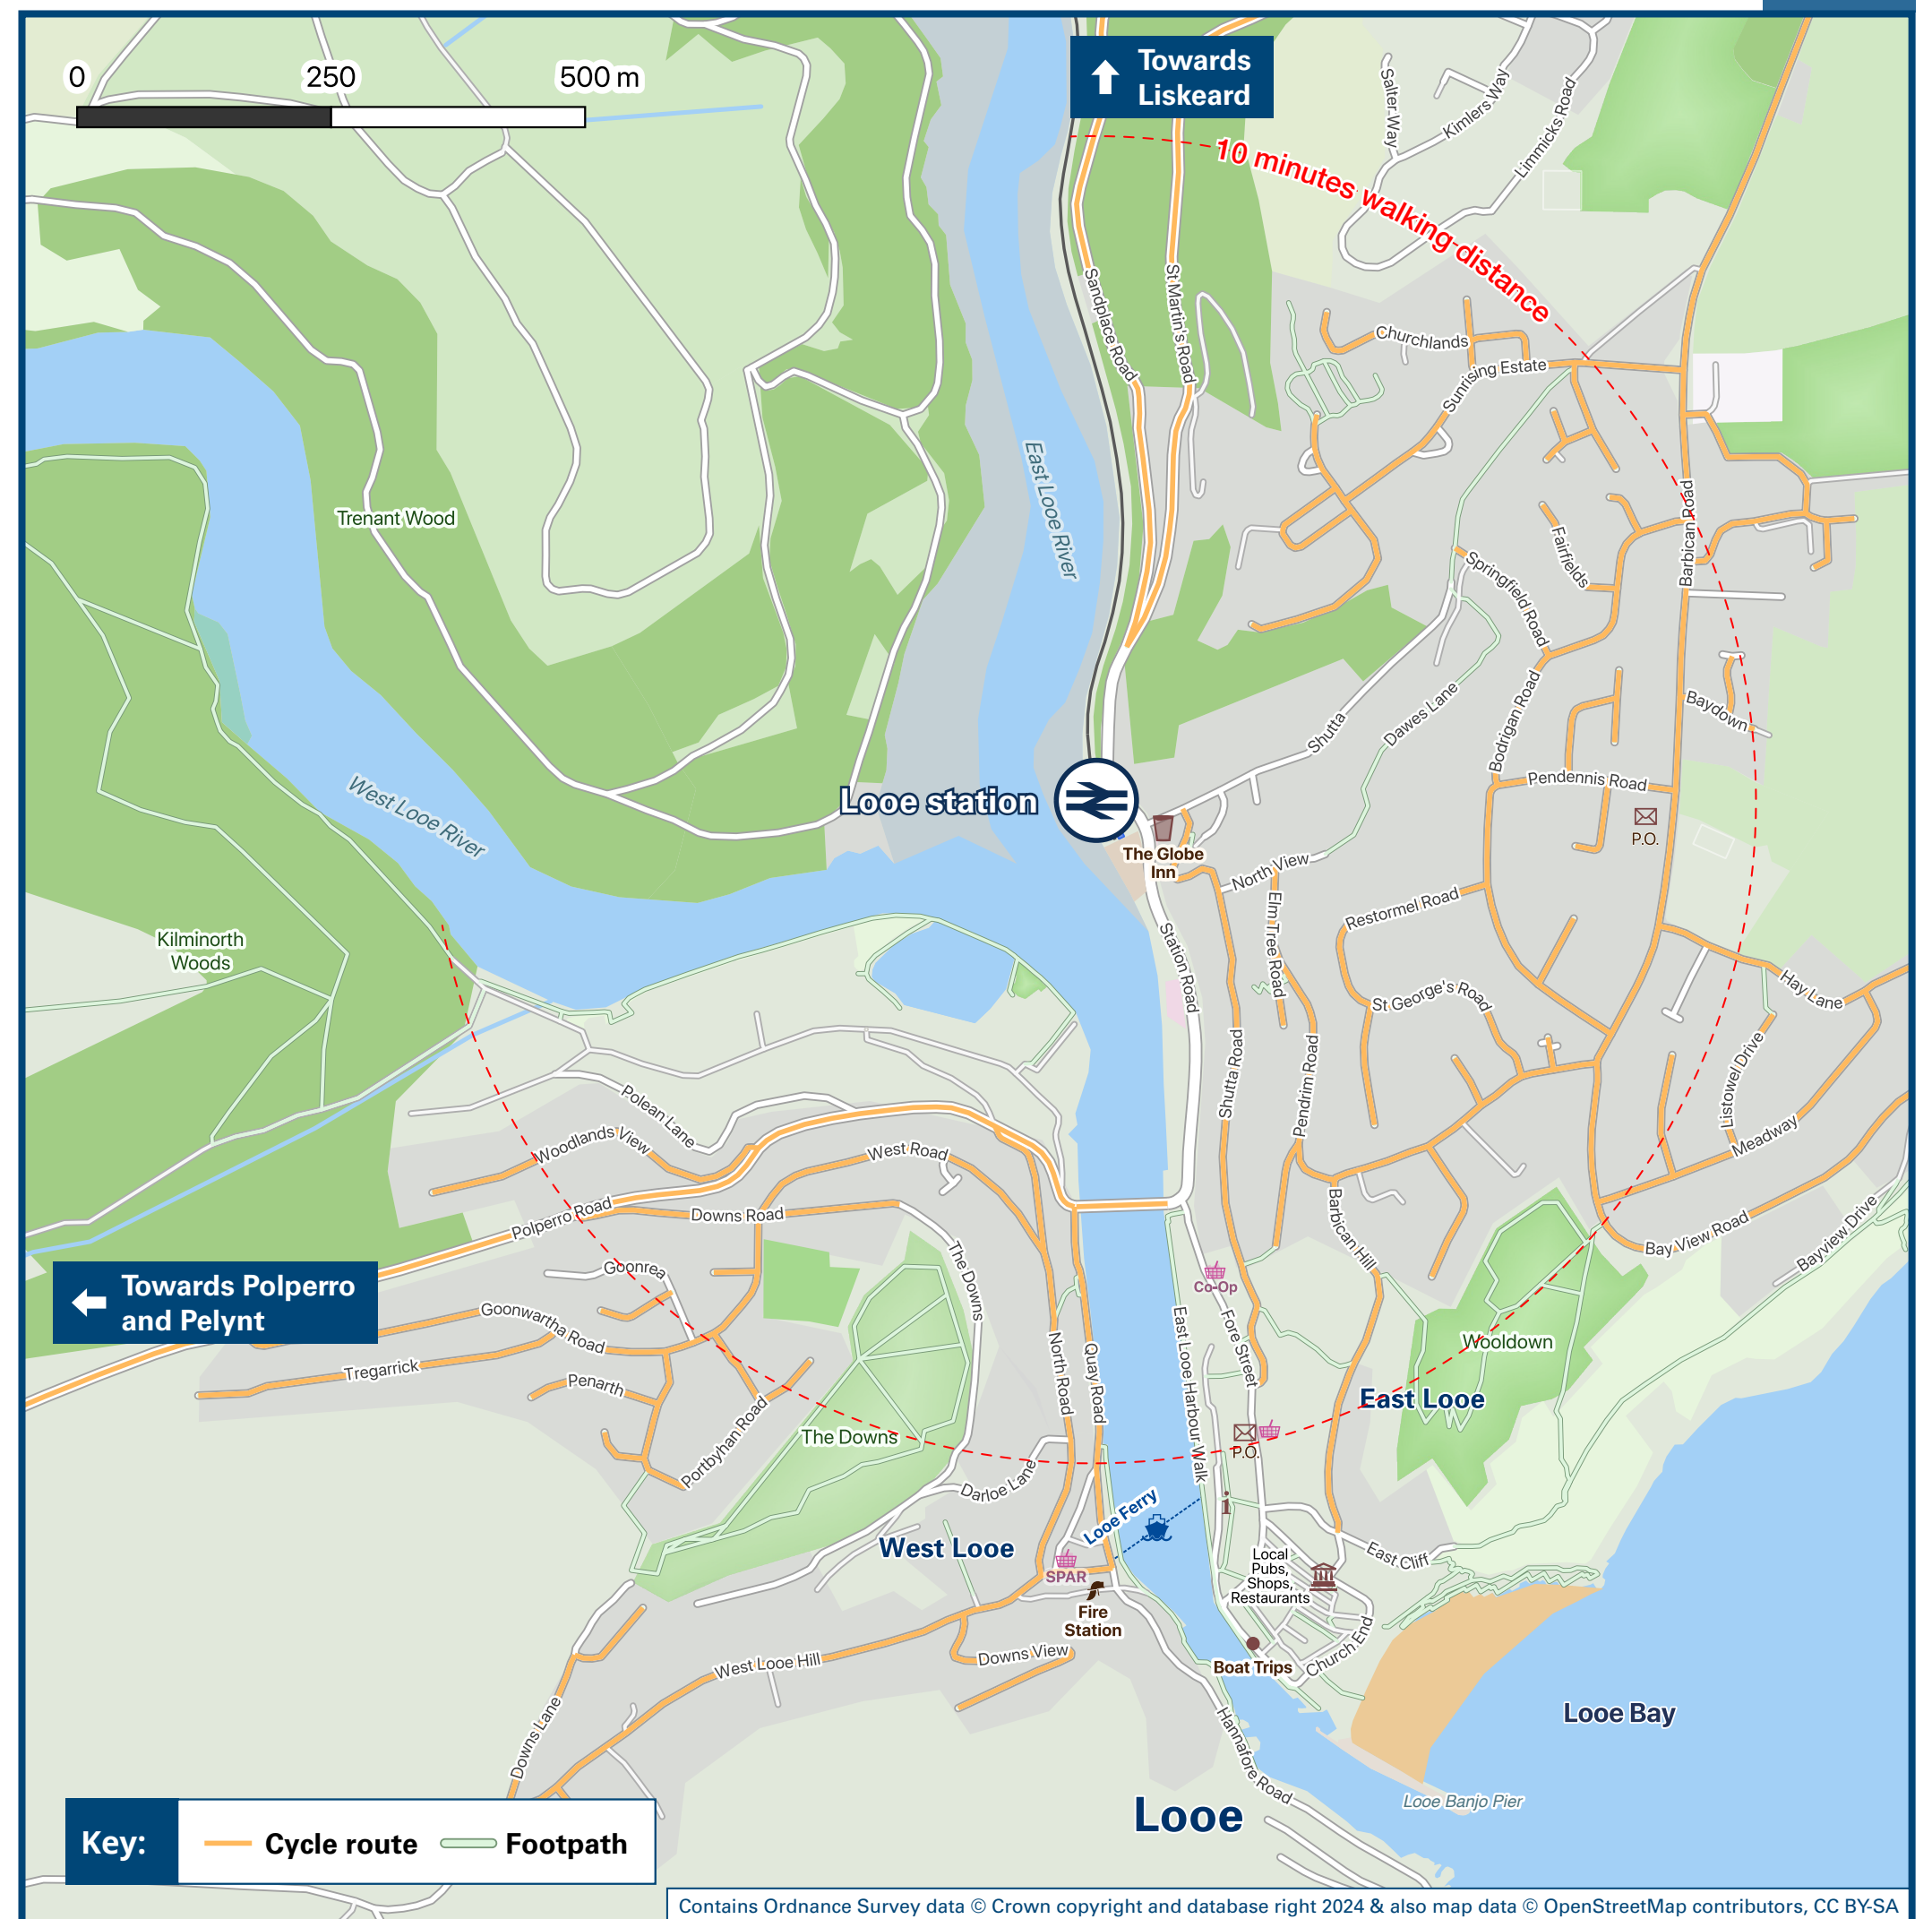 0 250 500 m
Towards
Liskeard
10 minutes walking distance
Salter Way
Kimlers Way
Limmicks Road
Sandplace Road
St Martin's Road
Churchlands
Sunrising Estate
East Looe River
Trenant Wood
Barbican Road
Fairfields
Springfield Road
Bodrigan Road
Baydown
Dawes Lane
Shutta
Pendennis Road
P.O.
West Looe River
Looe station
The Globe
Inn
North View
Elm Tree Road
Restormel Road
Kilminorth
Woods
Station Road
St George's Road
Hay Lane
Listowel Drive
Meadway
Shutta Road
Pendrim Road
Polean Lane
Woodlands View
West Road
Polperro Road
Downs Road
Barbican Hill
Bay View Road
Bayview Drive
Goonrea
The Downs
Co-Op
Towards Polperro
and Pelynt
Goonwartha Road
Tregarrick
Penarth
Portbyhan Road
The Downs
North Road
Quay Road
East Looe Harbour Walk
Fore Street
Wooldown
East Looe
P.O.
Darloe Lane
Looe Ferry
West Looe
SPAR
Fire
Station
Local
Pubs,
Shops,
Restaurants
East Cliff
Church End
Boat Trips
Downs View
West Looe Hill
Downs Lane
Hannafore Road
Looe Bay
Looe Banjo Pier
Looe
Key:
Cycle route
Footpath
Contains Ordnance Survey data © Crown copyright and database right 2024 & also map data © OpenStreetMap contributors, CC BY-SA